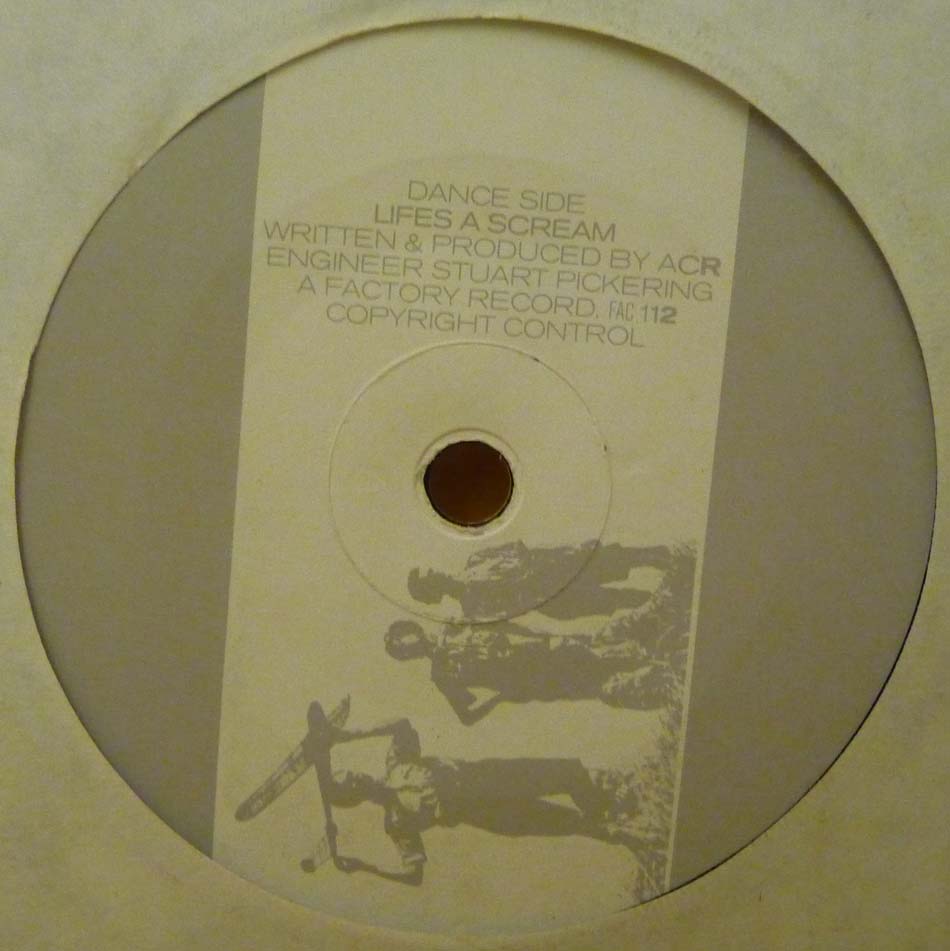 DANCE SIDE
LIFES A SCREAM
WRITTEN & PRODUCED BY ACR
ENGINEER STUART PICKERING
A FACTORY RECORD. FAC 112
COPYRIGHT CONTROL